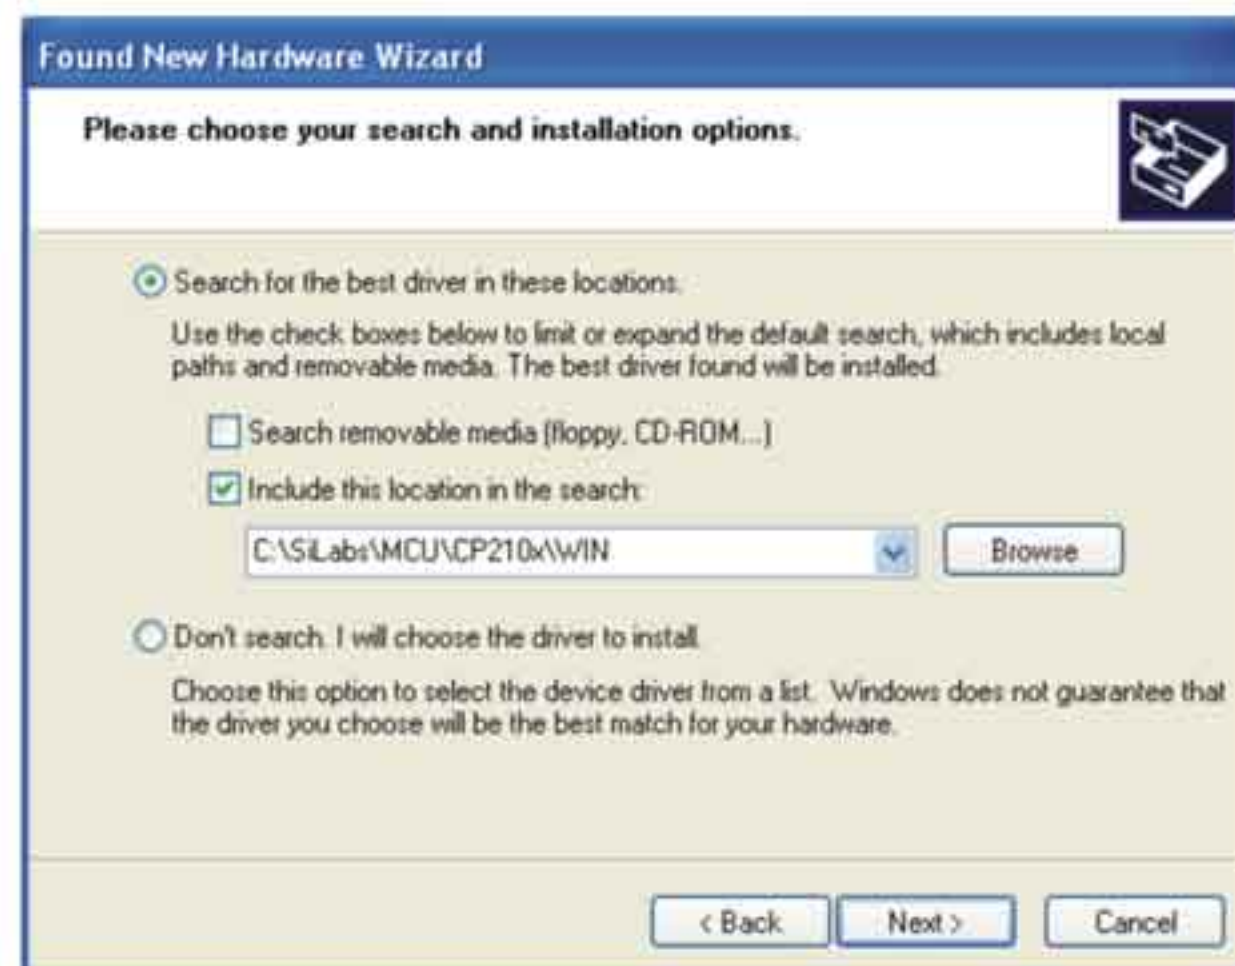 Found New Hardware Wizard
Please choose your search and installation options.
Search for the best driver in these locations.
Use the check boxes below to limit or expand the default search, which includes local
paths and removable media. The best driver found will be installed.
Search removable media (floppy, CD-ROM...)
Include this location in the search:
C:\SiLabs\MCU\CP210x\WIN
Browse
Don't search. I will choose the driver to install.
Choose this option to select the device driver from a list. Windows does not guarantee that
the driver you choose will be the best match for your hardware.
< Back
Next >
Cancel